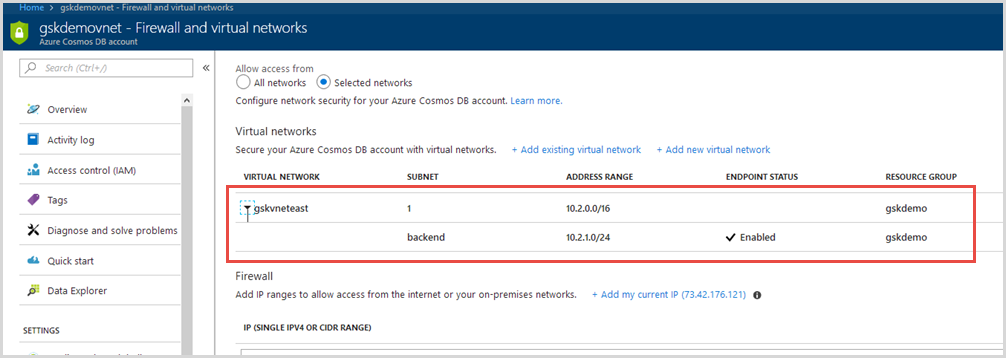 Home > gskdemovnet - Firewall and virtual networks
gskdemovnet - Firewall and virtual networks
Azure Cosmos DB account
Search (Ctrl+/)
Overview
Activity log
Access control (IAM)
Tags
Diagnose and solve problems
Quick start
Data Explorer
SETTINGS
Allow access from
All networks Selected networks
Configure network security for your Azure Cosmos DB account. Learn more.
Virtual networks
Secure your Azure Cosmos DB account with virtual networks. + Add existing virtual network + Add new virtual network
VIRTUAL NETWORK SUBNET ADDRESS RANGE ENDPOINT STATUS RESOURCE GROUP
gskvneteast 1 10.2.0.0/16 gskdemo
backend 10.2.1.0/24 Enabled gskdemo
Firewall
Add IP ranges to allow access from the internet or your on-premises networks. + Add my current IP (73.42.176.121)
IP (SINGLE IPV4 OR CIDR RANGE)